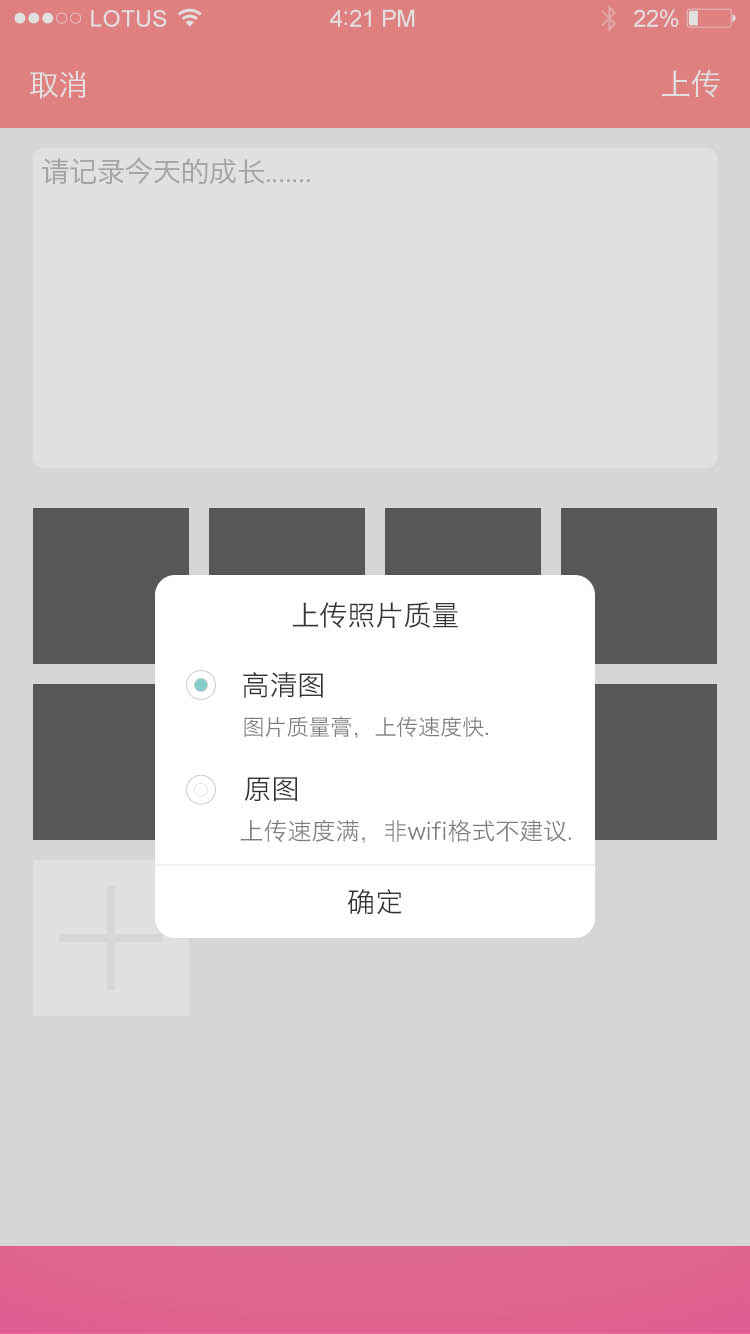 LOTUS 4:21 PM 22%
取消 上传
请记录今天的成长.......
上传照片质量
高清图
图片质量膏，上传速度快.
原图
上传速度满，非wifi格式不建议.
确定